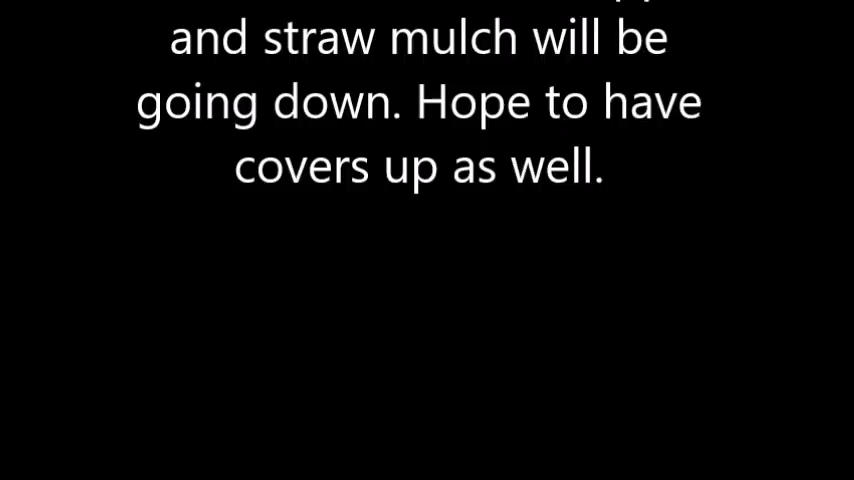 and straw mulch will be
going down. Hope to have
covers up as well.